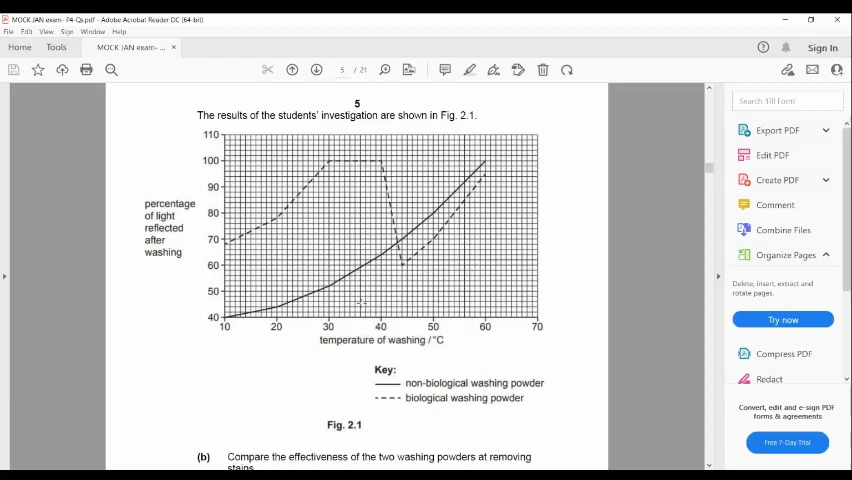 MOCK JAN exam- P4-Qs.pdf - Adobe Acrobat Reader DC (64-bit)
File Edit View Sign Window Help
Home Tools MOCK JAN exam- ... × Sign In
5 / 21
5
The results of the students' investigation are shown in Fig. 2.1.
110
100
90
80
70
60
50
40
percentage
of light
reflected
after
washing
10 20 30 40 50 60 70
temperature of washing / °C
Key:
non-biological washing powder
biological washing powder
Fig. 2.1
(b) Compare the effectiveness of the two washing powders at removing
stains
Search 'Fill Form'
Export PDF
Edit PDF
Create PDF
Comment
Combine Files
Organize Pages
Delete, insert, extract and
rotate pages.
Try now
Compress PDF
Redact
Convert, edit and e-sign PDF
forms & agreements
Free 7-Day Trial